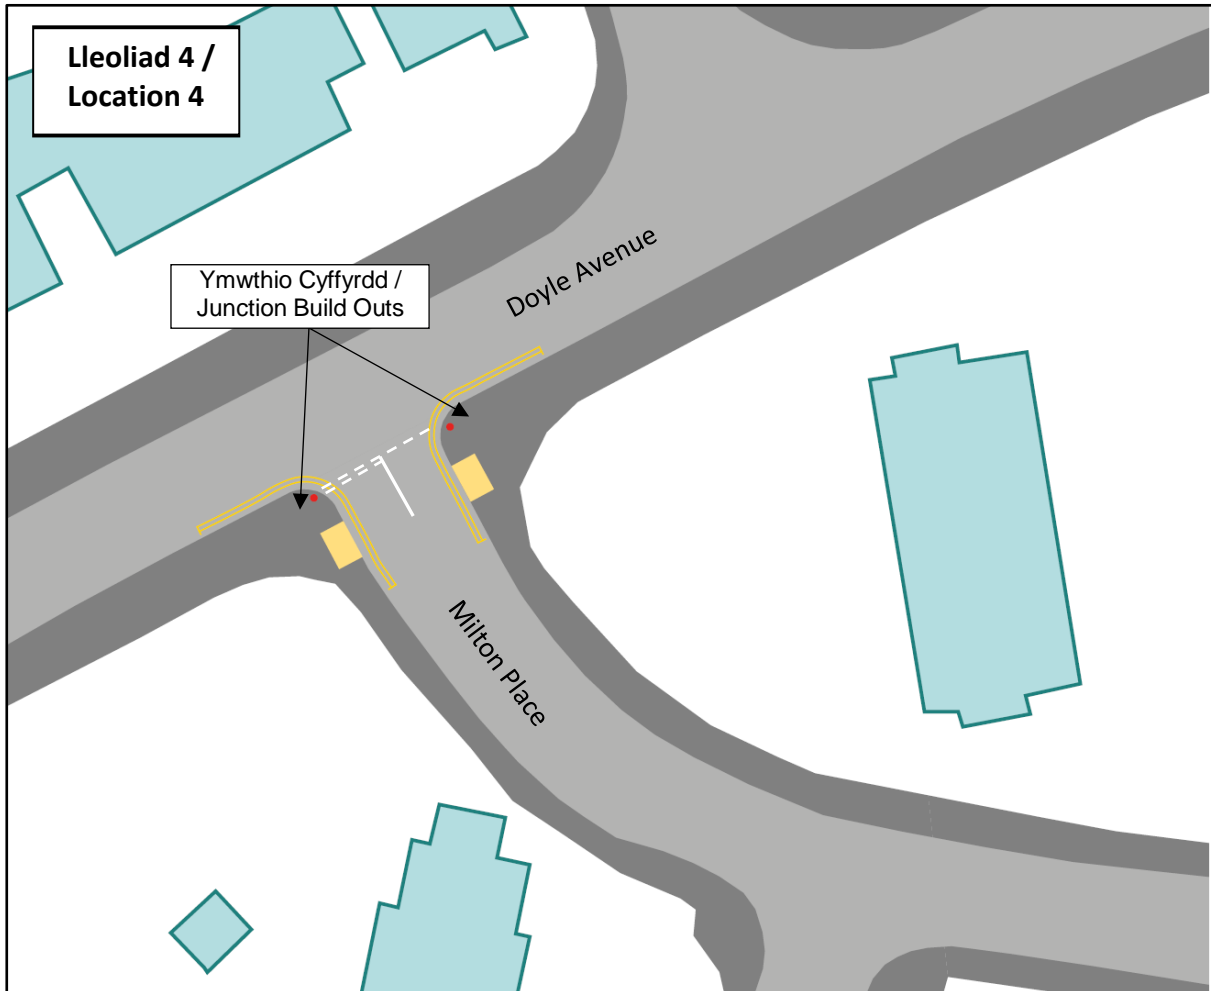 Lleoliad 4 /
Location 4
Ymwthio Cyffyrdd /
Junction Build Outs
Doyle Avenue
Milton Place